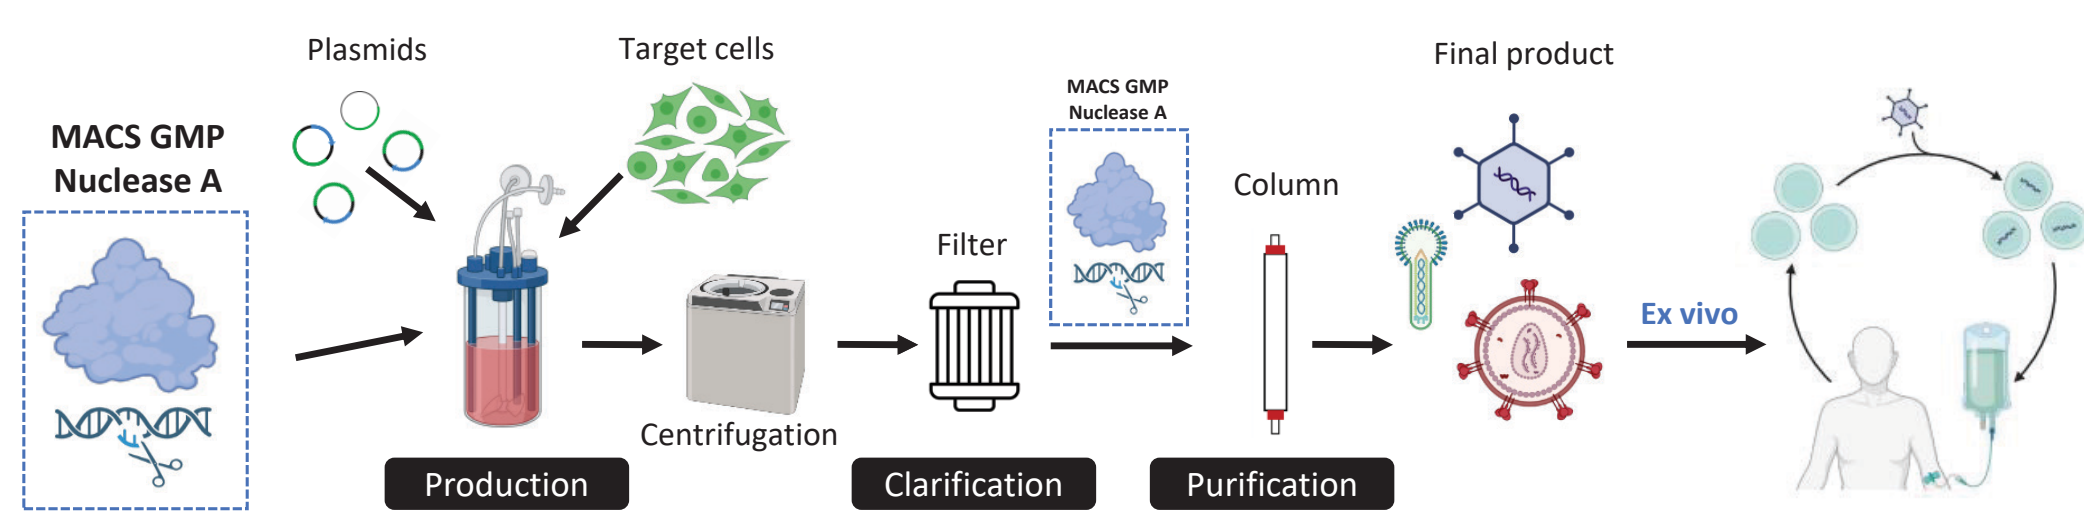 MACS GMP
Nuclease A
Plasmids
Target cells
Production
Centrifugation
Filter
Clarification
MACS GMP
Nuclease A
Column
Purification
Final product
Ex vivo